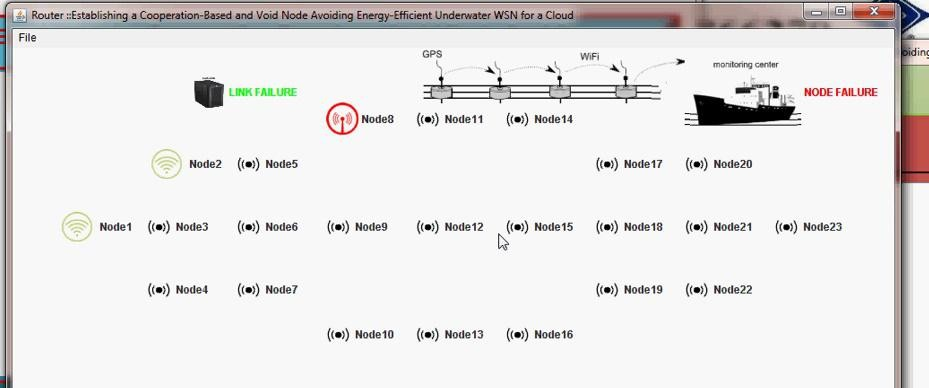 Router ::Establishing a Cooperation-Based and Void Node Avoiding Energy-Efficient Underwater WSN for a Cloud
File
GPS
WiFi
monitoring center
LINK FAILURE
NODE FAILURE
Node8 Node11 Node14
Node2 Node5 Node17 Node20
Node1 Node3 Node6 Node9 Node12 Node15 Node18 Node21 Node23
Node4 Node7 Node19 Node22
Node10 Node13 Node16